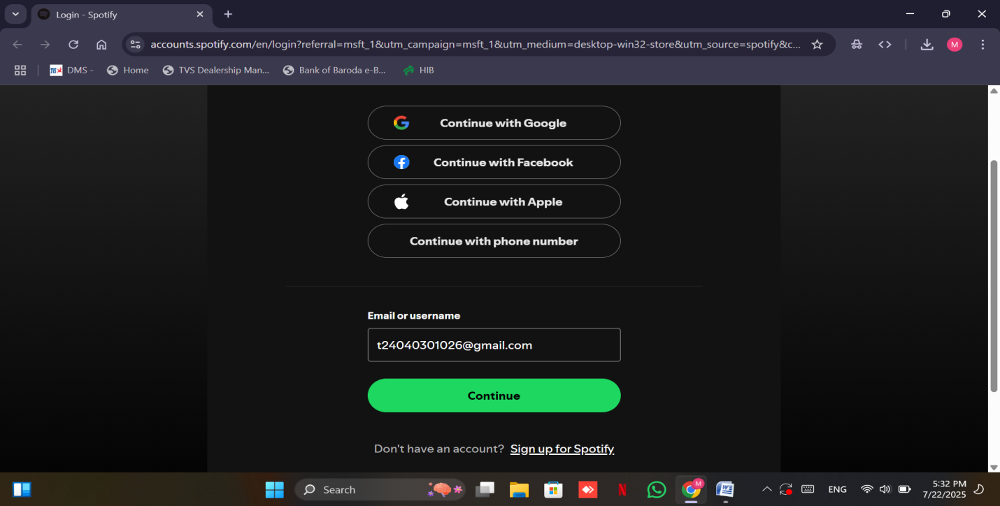 Login - Spotify
accounts.spotify.com/en/login?referral=msft_1&utm_campaign=msft_1&utm_medium=desktop-win32-store&utm_source=spotify&c...
M
DMS -
Home
TVS Dealership Man...
Bank of Baroda e-B...
HIB
Continue with Google
Continue with Facebook
Continue with Apple
Continue with phone number
Email or username
t24040301026@gmail.com
Continue
Don't have an account? Sign up for Spotify
Search
ENG
5:32 PM
7/22/2025